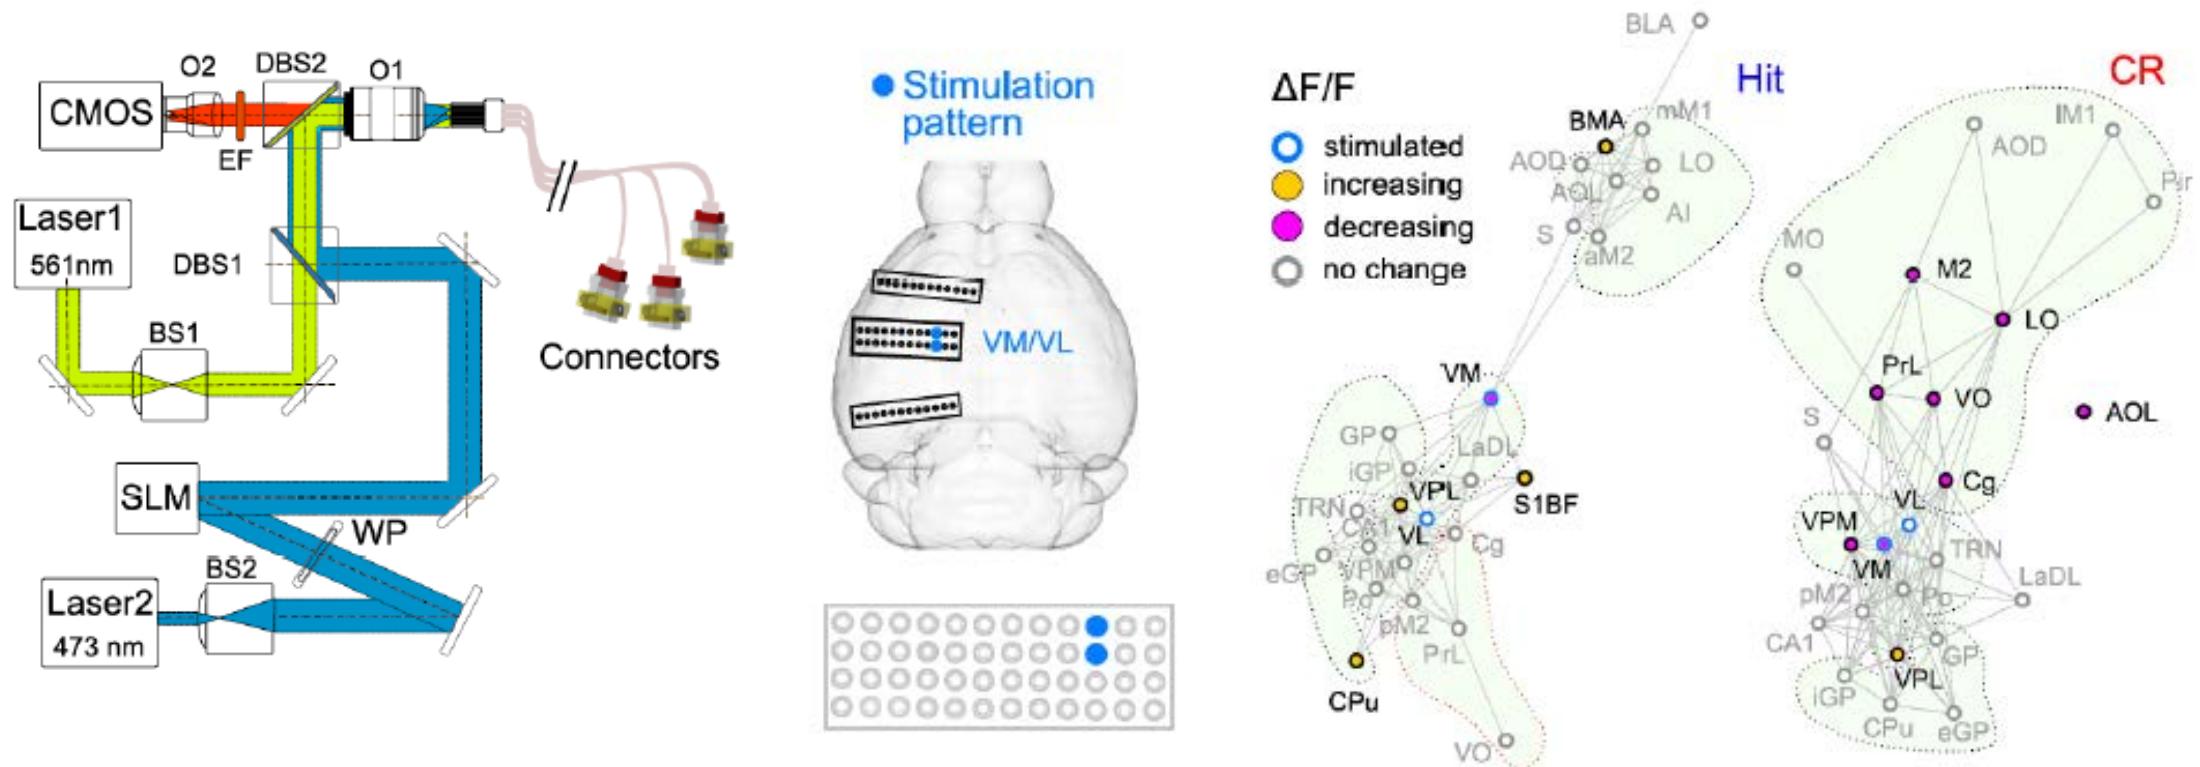 CMOS
O2
DBS2
O1
EF
Laser1
561nm
DBS1
BS1
Connectors
SLM
WP
BS2
Laser2
473 nm
Stimulation
pattern
VM/VL
ΔF/F
stimulated
increasing
decreasing
no change
Hit
BLA
BMA
mM1
AOD
LO
AOL
AI
S
aM2
VM
GP
LaDL
iGP
VPL
S1BF
TRN
CA1
VL
Cg
eGP
VPM
Po
pM2
PrL
CPu
VO
CR
AOD
lM1
Pir
MO
M2
LO
PrL
VO
AOL
S
Cg
VL
VPM
TRN
VM
LaDL
pM2
Po
CA1
GP
VPL
iGP
CPu
eGP